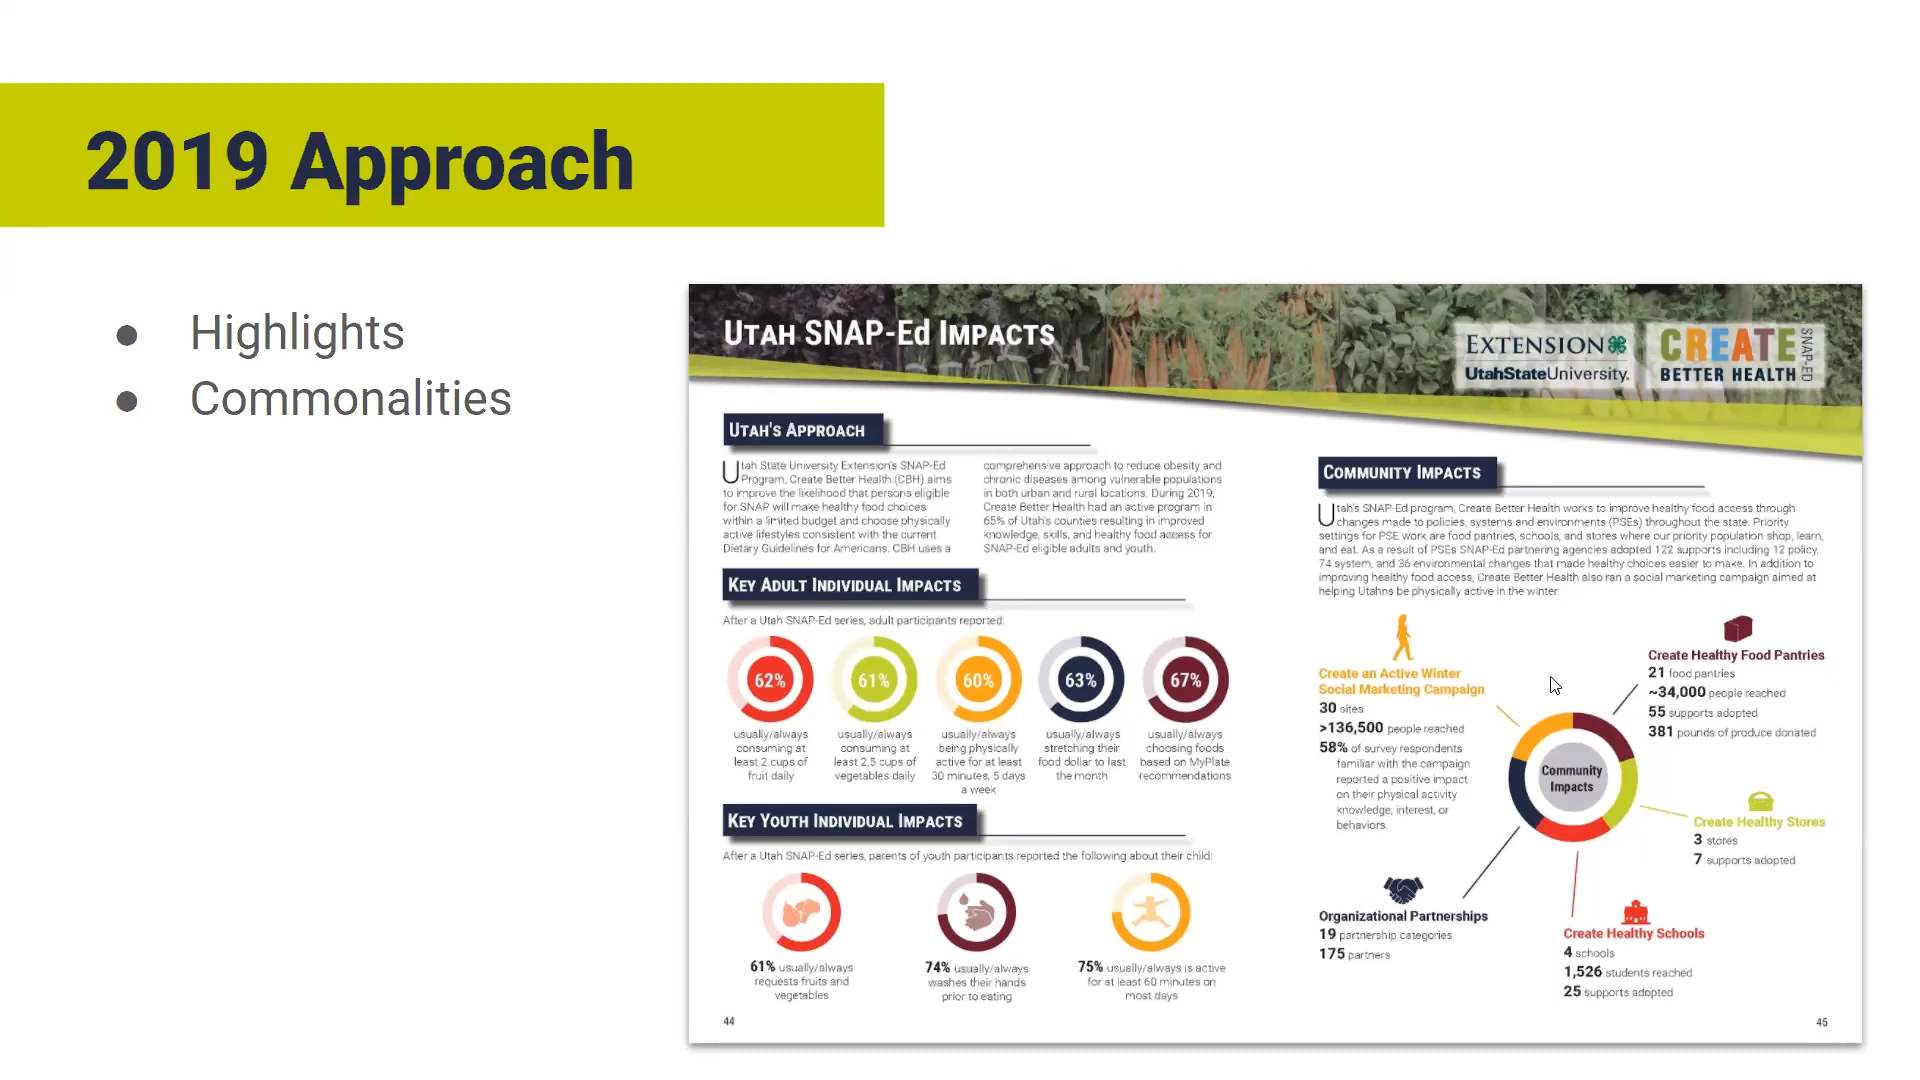 2019 Approach
● Highlights
● Commonalities
UTAH SNAP-Ed IMPACTS
EXTENSION
UtahStateUniversity.
CREATE
BETTER HEALTH
SNAP-ED
UTAH'S APPROACH
Utah State University Extension's SNAP-Ed
Program, Create Better Health (CBH) aims
to improve the likelihood that persons eligible
for SNAP will make healthy food choices
within a limited budget and choose physically
active lifestyles consistent with the current
Dietary Guidelines for Americans. CBH uses a
comprehensive approach to reduce obesity and
chronic diseases among vulnerable populations
in both urban and rural locations. During 2019,
Create Better Health had an active program in
65% of Utah's counties resulting in improved
knowledge, skills, and healthy food access for
SNAP-Ed eligible adults and youth.
KEY ADULT INDIVIDUAL IMPACTS
After a Utah SNAP-Ed series, adult participants reported:
62%
usually/always
consuming at
least 2 cups of
fruit daily
61%
usually/always
consuming at
least 2.5 cups of
vegetables daily
60%
usually/always
being physically
active for at least
30 minutes, 5 days
a week
63%
usually/always
stretching their
food dollar to last
the month
67%
usually/always
choosing foods
based on MyPlate
recommendations
KEY YOUTH INDIVIDUAL IMPACTS
After a Utah SNAP-Ed series, parents of youth participants reported the following about their child:
61% usually/always
requests fruits and
vegetables
74% usually/always
washes their hands
prior to eating
75% usually/always is active
for at least 60 minutes on
most days
44
COMMUNITY IMPACTS
Utah's SNAP-Ed program, Create Better Health works to improve healthy food access through
changes made to policies, systems and environments (PSEs) throughout the state. Priority
settings for PSE work are food pantries, schools, and stores where our priority population shop, learn,
and eat. As a result of PSEs SNAP-Ed partnering agencies adopted 122 supports including 12 policy,
74 system, and 36 environmental changes that made healthy choices easier to make. In addition to
improving healthy food access, Create Better Health also ran a social marketing campaign aimed at
helping Utahns be physically active in the winter.
Create an Active Winter
Social Marketing Campaign
30 sites
>136,500 people reached
58% of survey respondents
familiar with the campaign
reported a positive impact
on their physical activity
knowledge, interest, or
behaviors.
Create Healthy Food Pantries
21 food pantries
~34,000 people reached
55 supports adopted
381 pounds of produce donated
Community
Impacts
Create Healthy Stores
3 stores
7 supports adopted
Organizational Partnerships
19 partnership categories
175 partners
Create Healthy Schools
4 schools
1,526 students reached
25 supports adopted
45